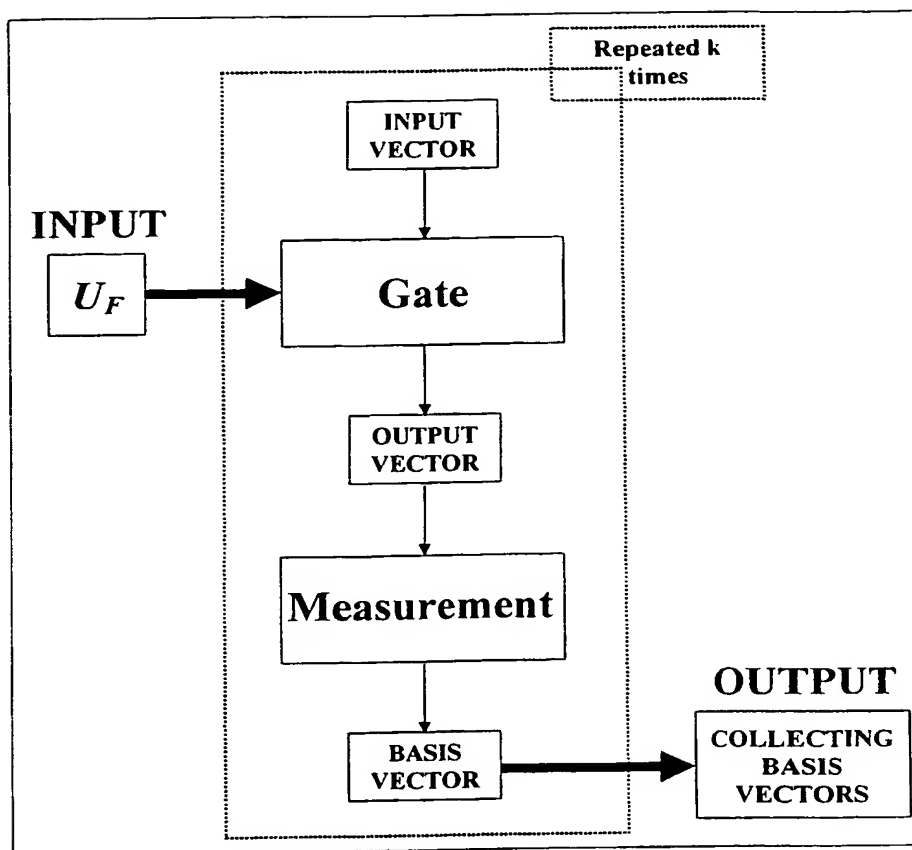 Repeated k
times
INPUT
VECTOR
INPUT
U_F
Gate
OUTPUT
VECTOR
Measurement
OUTPUT
BASIS
VECTOR
COLLECTING
BASIS
VECTORS